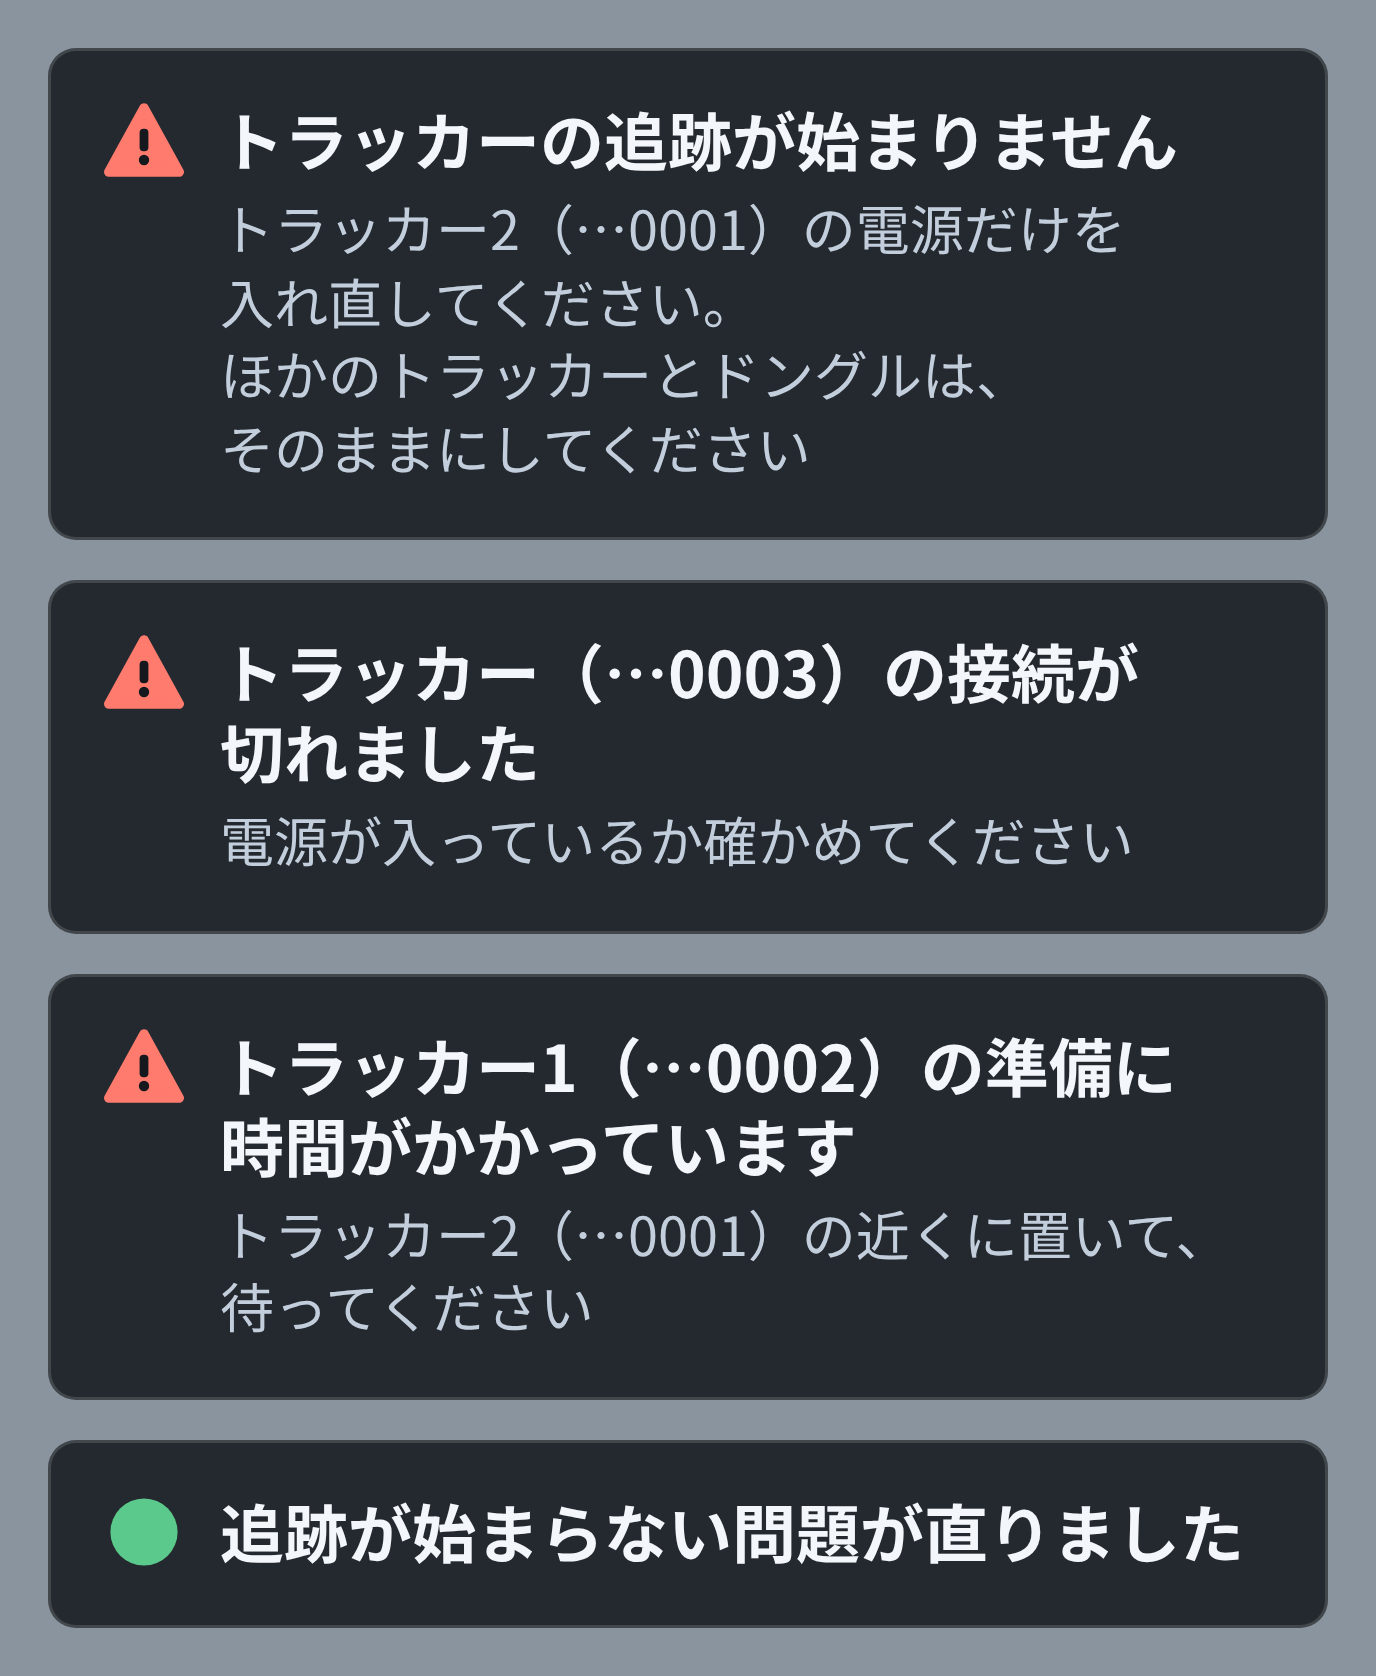 トラッカーの追跡が始まりません
トラッカー2（…0001）の電源だけを
入れ直してください。
ほかのトラッカーとドングルは、
そのままにしてください
トラッカー（…0003）の接続が
切れました
電源が入っているか確かめてください
トラッカー1（…0002）の準備に
時間がかかっています
トラッカー2（…0001）の近くに置いて、
待ってください
追跡が始まらない問題が直りました